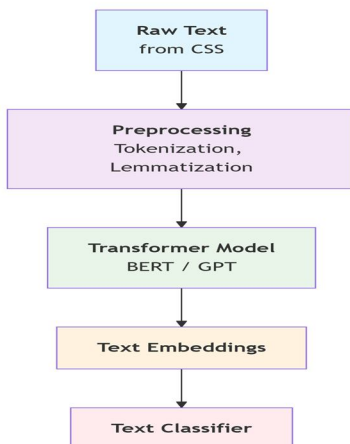 Raw Text
from CSS
Preprocessing
Tokenization,
Lemmatization
Transformer Model
BERT / GPT
Text Embeddings
Text Classifier